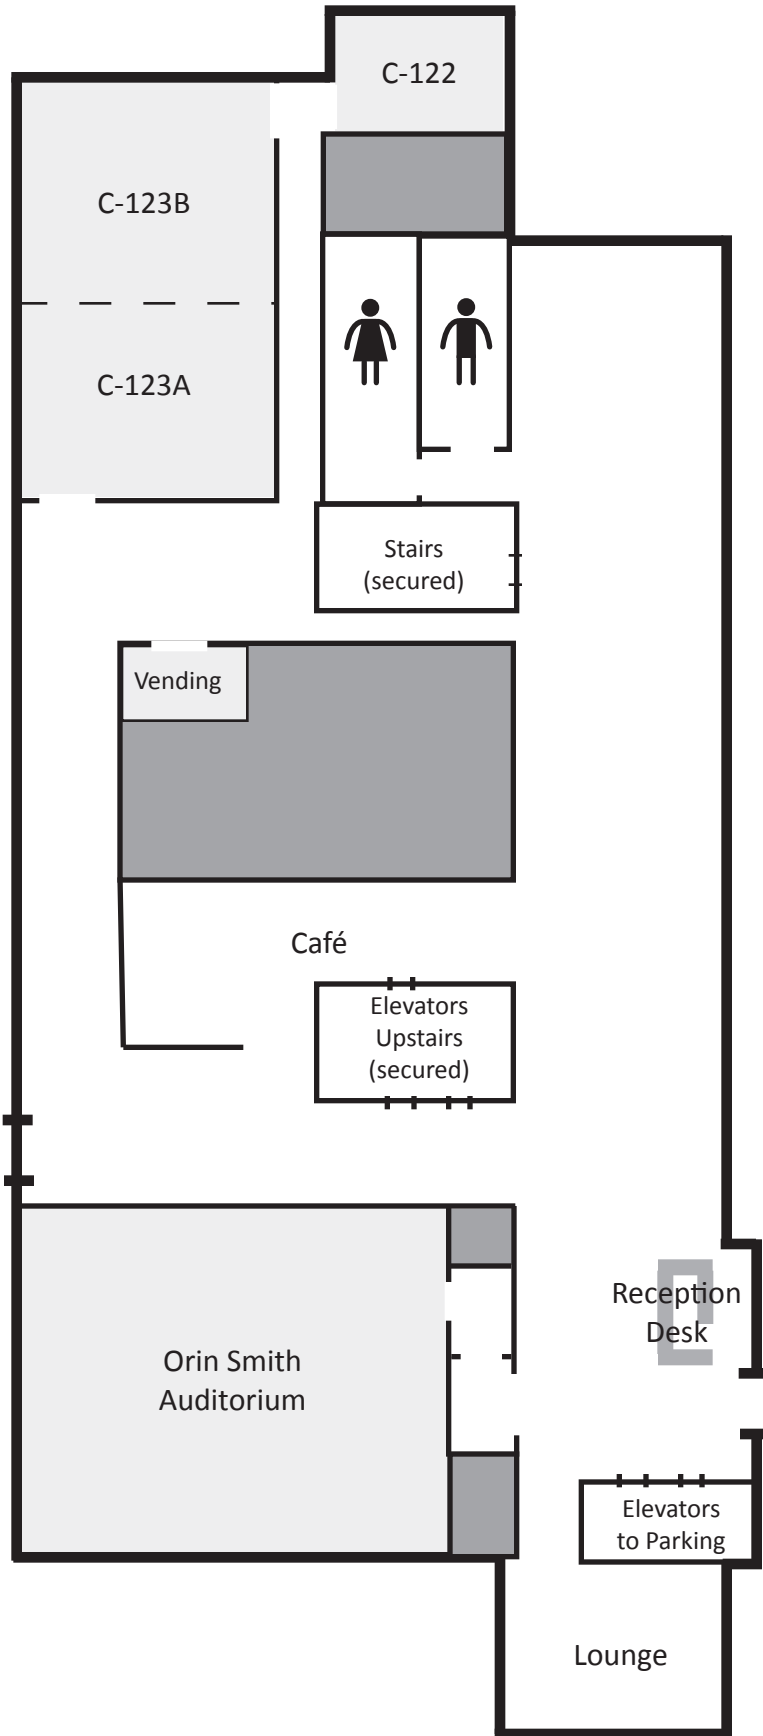 C-122
C-123B
C-123A
Stairs
(secured)
Vending
Café
Elevators
Upstairs
(secured)
Reception
Desk
Orin Smith
Auditorium
Elevators
to Parking
Lounge